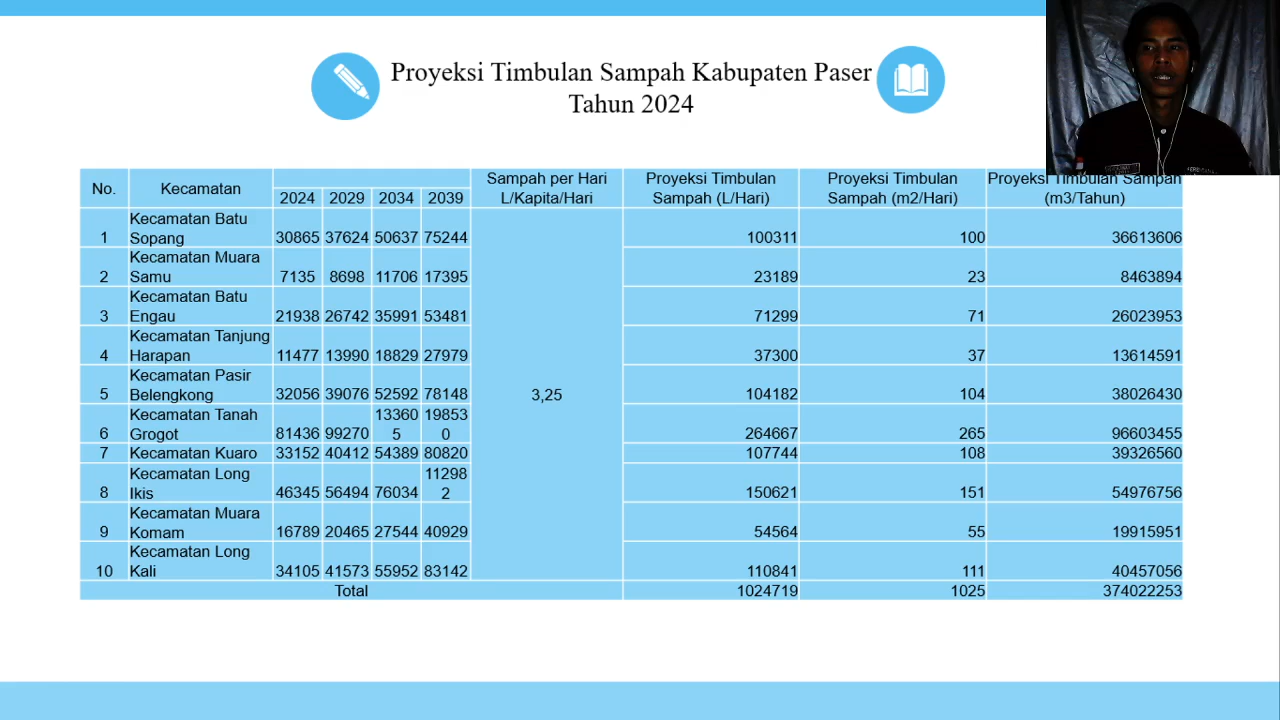 Proyeksi Timbulan Sampah Kabupaten Paser
Tahun 2024
No. Kecamatan 2024 2029 2034 2039 Sampah per Hari L/Kapita/Hari Proyeksi Timbulan Sampah (L/Hari) Proyeksi Timbulan Sampah (m2/Hari) Proyeksi Timbulan Sampah (m3/Tahun)
1 Kecamatan Batu Sopang 30865 37624 50637 75244 100311 100 36613606
2 Kecamatan Muara Samu 7135 8698 11706 17395 23189 23 8463894
3 Kecamatan Batu Engau 21938 26742 35991 53481 71299 71 26023953
4 Kecamatan Tanjung Harapan 11477 13990 18829 27979 37300 37 13614591
5 Kecamatan Pasir Belengkong 32056 39076 52592 78148 3,25 104182 104 38026430
6 Kecamatan Tanah Grogot 81436 99270 133605 198530 264667 265 96603455
7 Kecamatan Kuaro 33152 40412 54389 80820 107744 108 39326560
8 Kecamatan Long Ikis 46345 56494 76034 112982 150621 151 54976756
9 Kecamatan Muara Komam 16789 20465 27544 40929 54564 55 19915951
10 Kecamatan Long Kali 34105 41573 55952 83142 110841 111 40457056
Total 1024719 1025 374022253